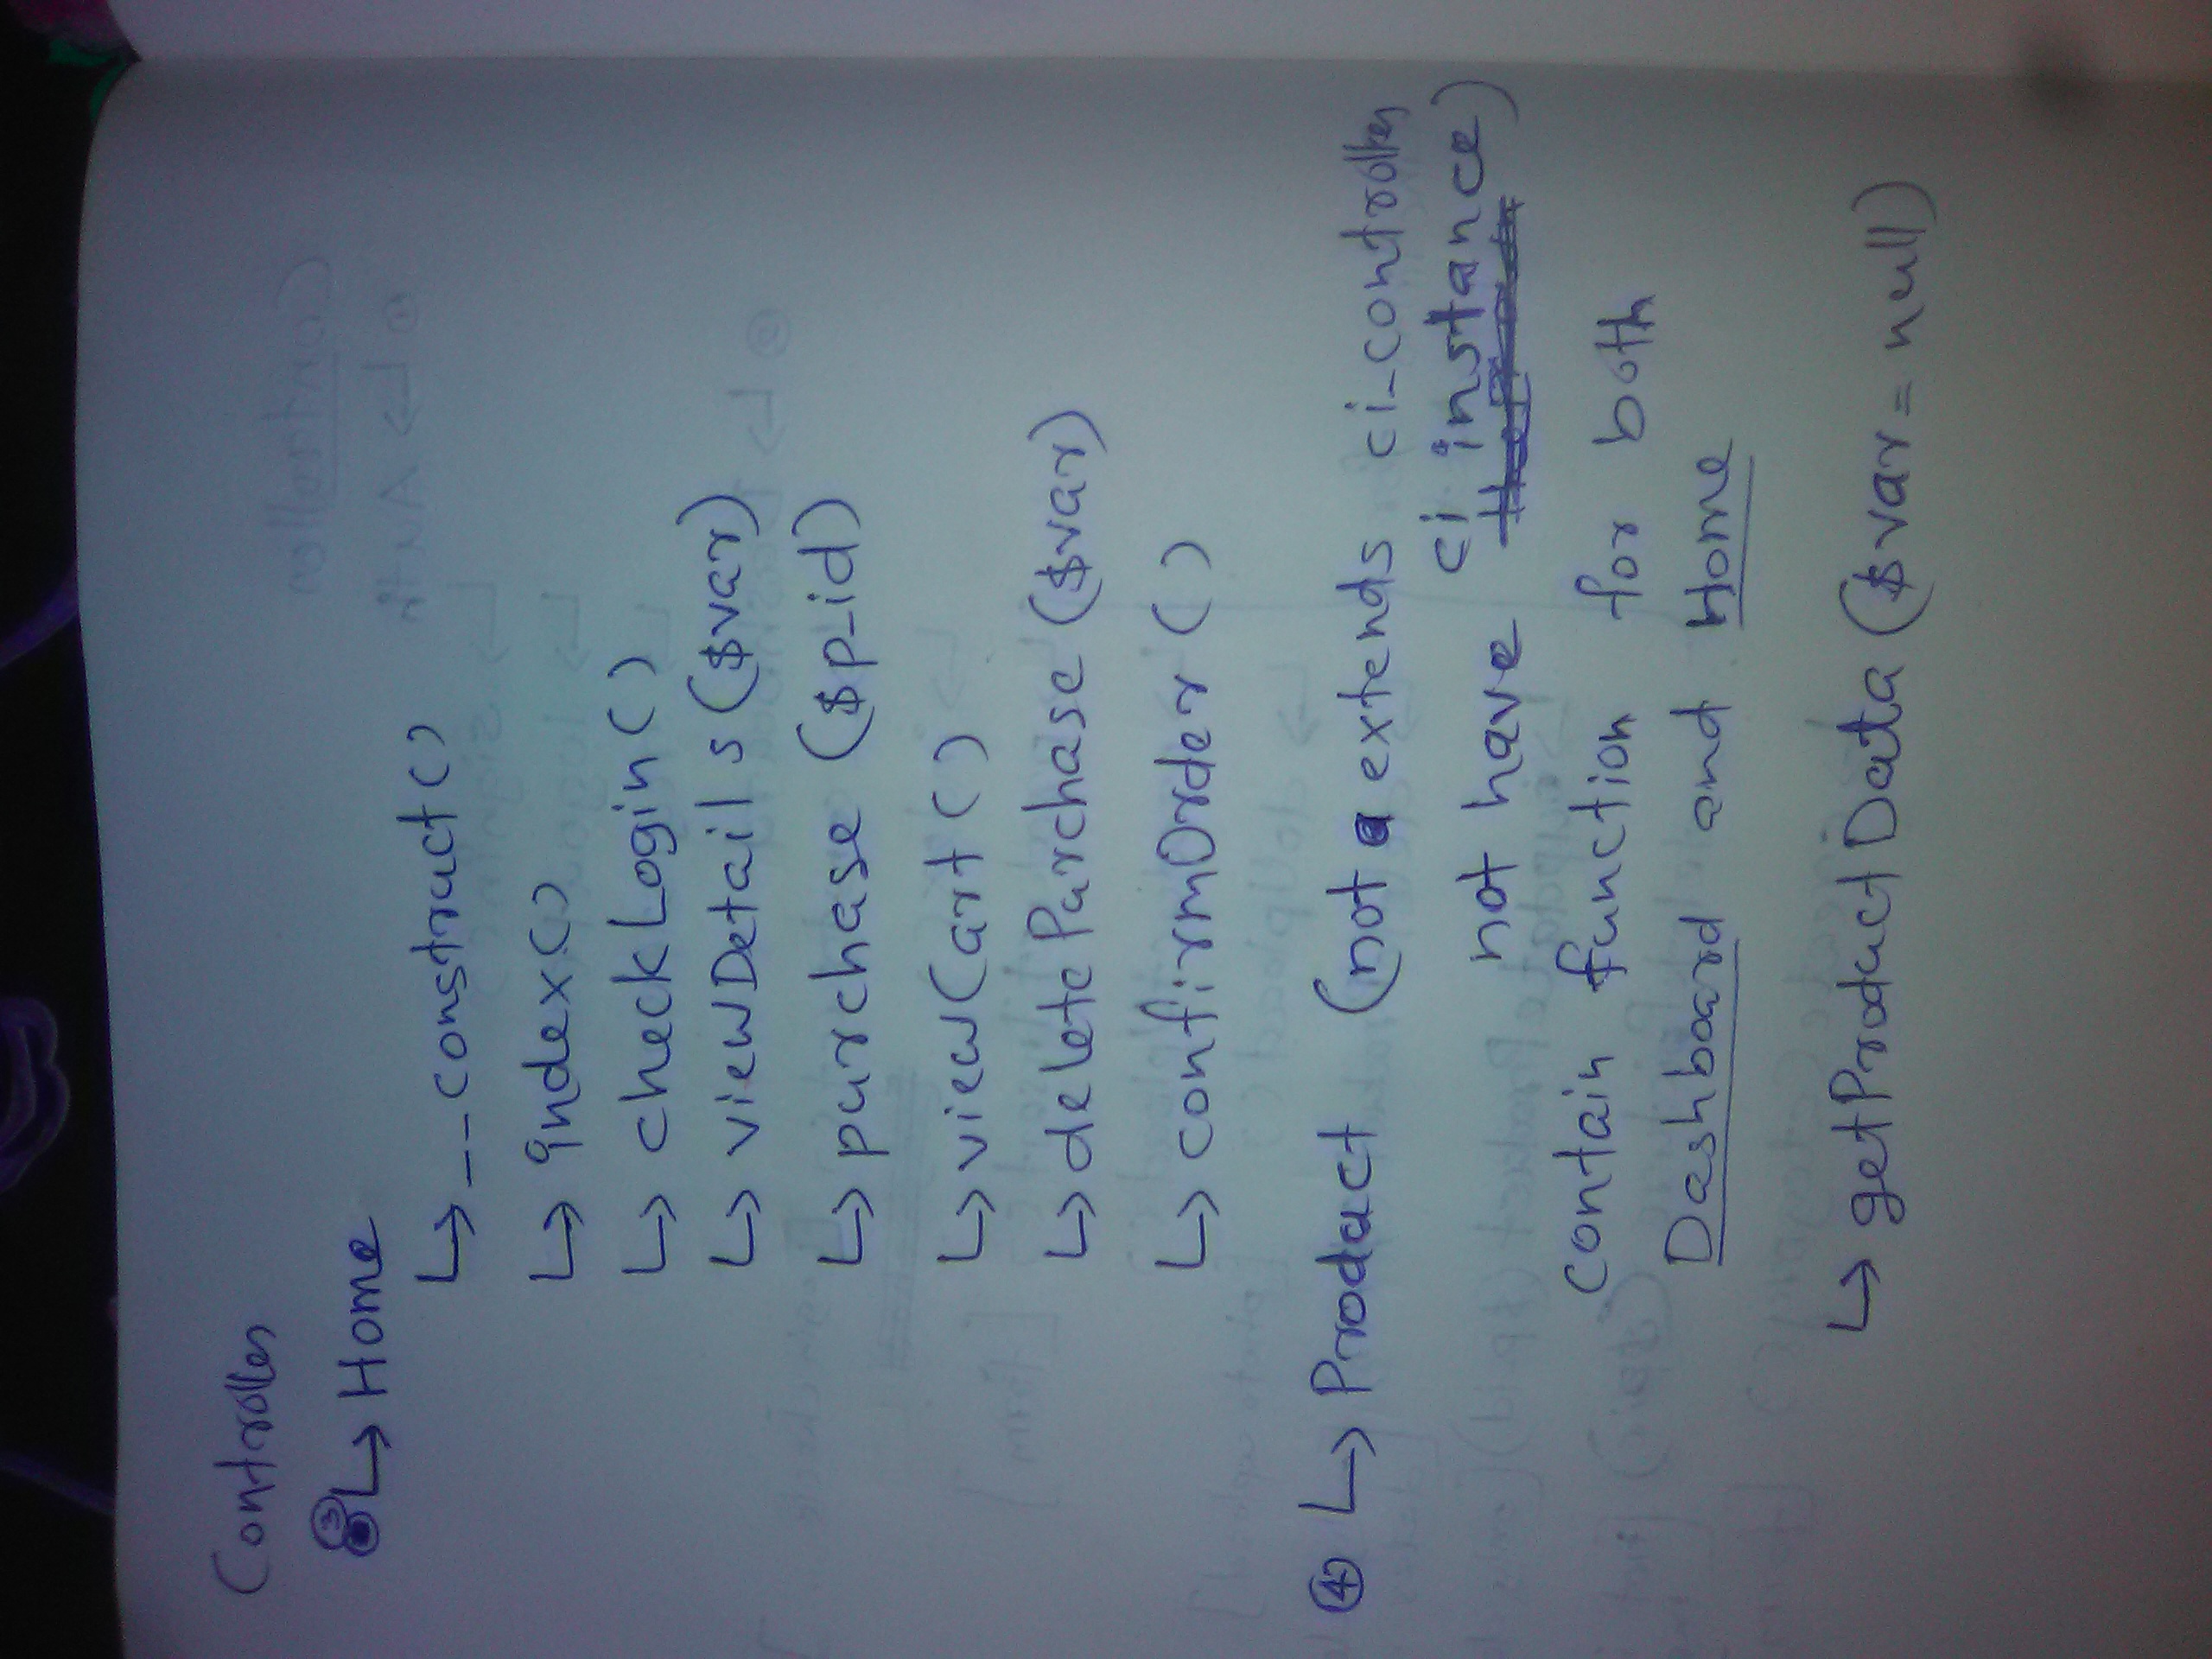 Controller
③ ↳ Home
↳ __construct()
↳ index()
↳ checkLogin()
↳ viewDetails($var)
↳ purchase ($p_id)
↳ viewCart()
↳ deletePurchase ($var)
↳ confirmOrder()
④ ↳ Product (not a extends ci_controller
not have ci instance)
Contain function for both
Dashboard and Home
↳ getProductData ($var = null)